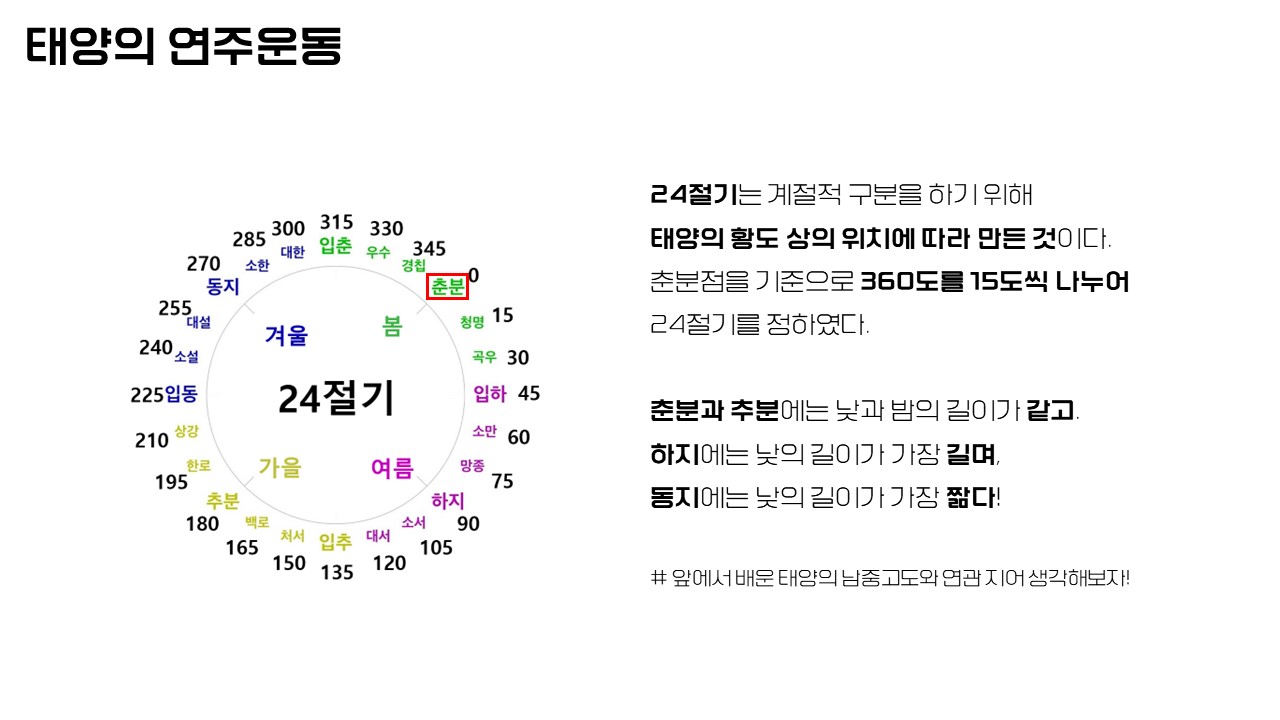 태양의 연주운동
315
300
330
입춘
285
대한
우수
345
소한
경칩
270
0
동지
춘분
255
15
대설
청명
겨울
봄
240
소설
곡우
30
225
입동
24절기
입하
45
210
상강
소만
60
가을
여름
195
한로
망종
75
추분
하지
180
백로
소서
90
165
처서
입추
대서
105
150
135
120
24절기는 계절적 구분을 하기 위해
태양의 황도 상의 위치에 따라 만든 것이다.
춘분점을 기준으로 360도를 15도씩 나누어
24절기를 정하였다.
춘분과 추분에는 낮과 밤의 길이가 같고.
하지에는 낮의 길이가 가장 길며,
동지에는 낮의 길이가 가장 짧다!
# 앞에서 배운 태양의 남중고도와 연관 지어 생각해보자!